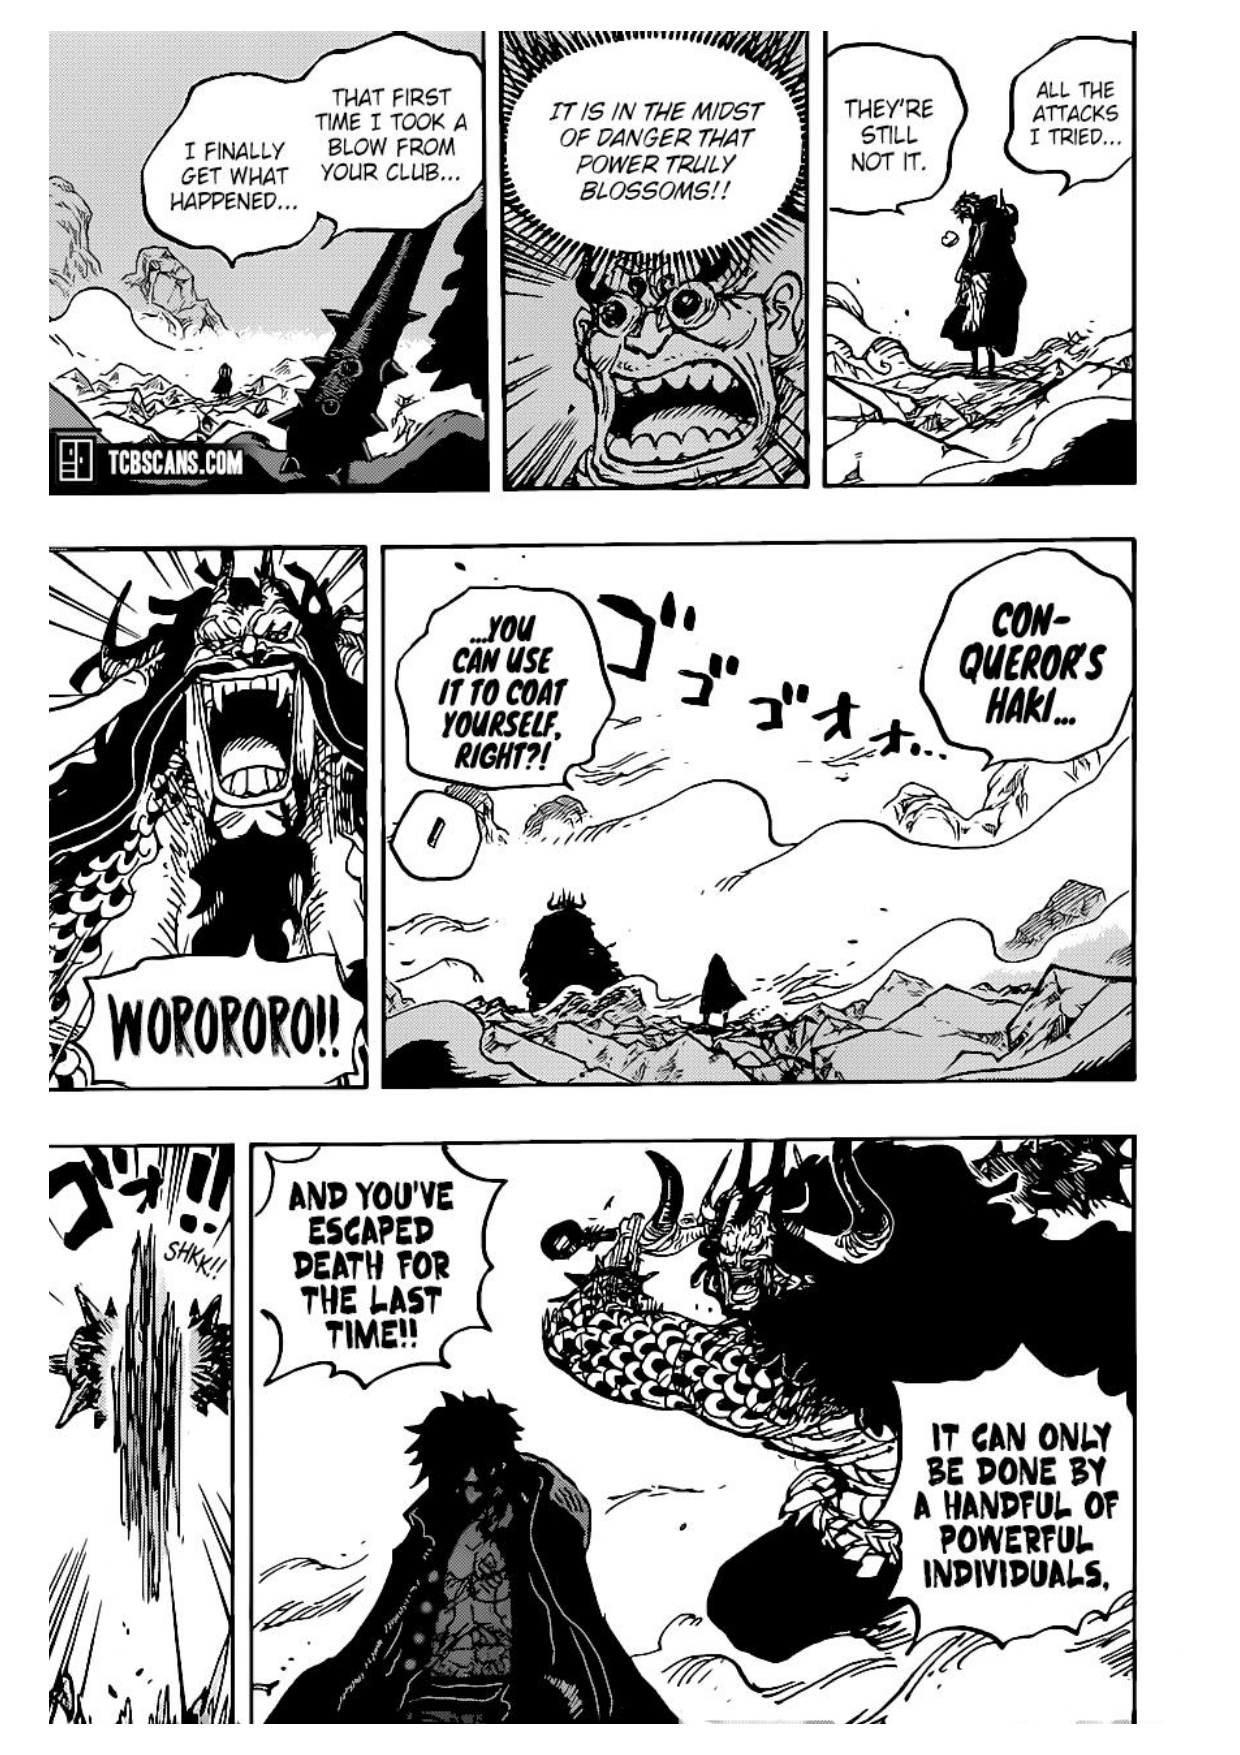 ALL THE
ATTACKS
I TRIED...
THEY'RE
STILL
NOT IT.
IT IS IN THE MIDST
OF DANGER THAT
POWER TRULY
BLOSSOMS!!
THAT FIRST
TIME I TOOK A
BLOW FROM
YOUR CLUB...
I FINALLY
GET WHAT
HAPPENED...
TCBSCANS.COM
CON-
QUEROR'S
HAKI...
ゴゴゴオォ...
...YOU
CAN USE
IT TO COAT
YOURSELF,
RIGHT?!
WORORORO!!
IT CAN ONLY
BE DONE BY
A HANDFUL OF
POWERFUL
INDIVIDUALS,
AND YOU'VE
ESCAPED
DEATH FOR
THE LAST
TIME!!
SHKK!!